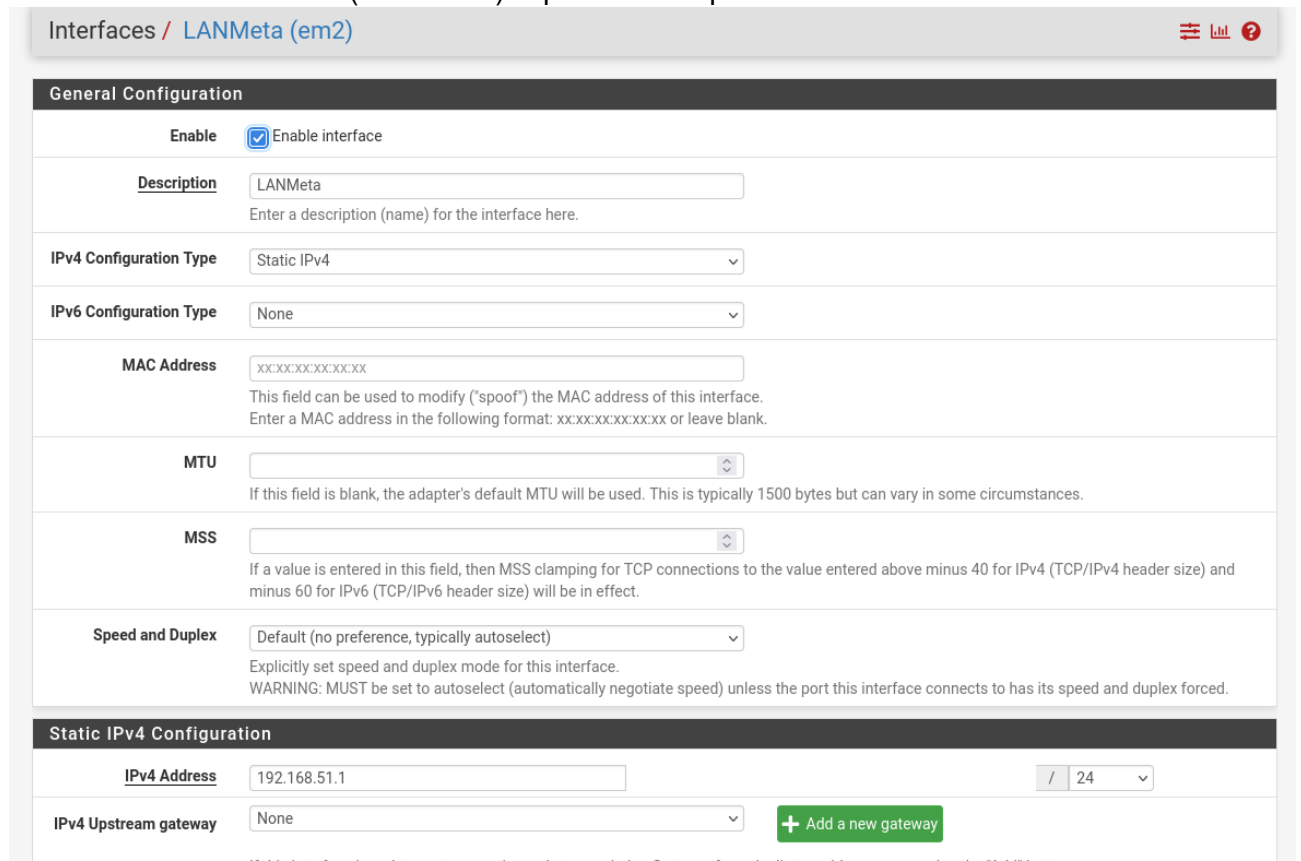 Interfaces / LANMeta (em2)
General Configuration
Enable Enable interface
Description LANMeta
Enter a description (name) for the interface here.
IPv4 Configuration Type Static IPv4
IPv6 Configuration Type None
MAC Address xx:xx:xx:xx:xx:xx
This field can be used to modify ("spoof") the MAC address of this interface.
Enter a MAC address in the following format: xx:xx:xx:xx:xx:xx or leave blank.
MTU
If this field is blank, the adapter's default MTU will be used. This is typically 1500 bytes but can vary in some circumstances.
MSS
If a value is entered in this field, then MSS clamping for TCP connections to the value entered above minus 40 for IPv4 (TCP/IPv4 header size) and
minus 60 for IPv6 (TCP/IPv6 header size) will be in effect.
Speed and Duplex Default (no preference, typically autoselect)
Explicitly set speed and duplex mode for this interface.
WARNING: MUST be set to autoselect (automatically negotiate speed) unless the port this interface connects to has its speed and duplex forced.
Static IPv4 Configuration
IPv4 Address 192.168.51.1 / 24
IPv4 Upstream gateway None Add a new gateway